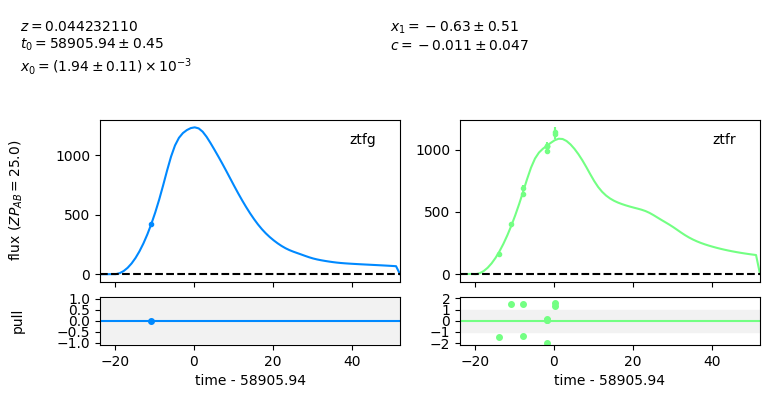 z = 0.044232110
t₀ = 58905.94 ± 0.45
x₀ = (1.94 ± 0.11) × 10⁻³
x₁ = −0.63 ± 0.51
c = −0.011 ± 0.047
flux (ZP_AB = 25.0)
1000
500
0
ztfg
1000
500
0
ztfr
pull
1.0
0.5
0.0
−0.5
−1.0
−20
0
20
40
time - 58905.94
2
1
0
−1
−2
−20
0
20
40
time - 58905.94